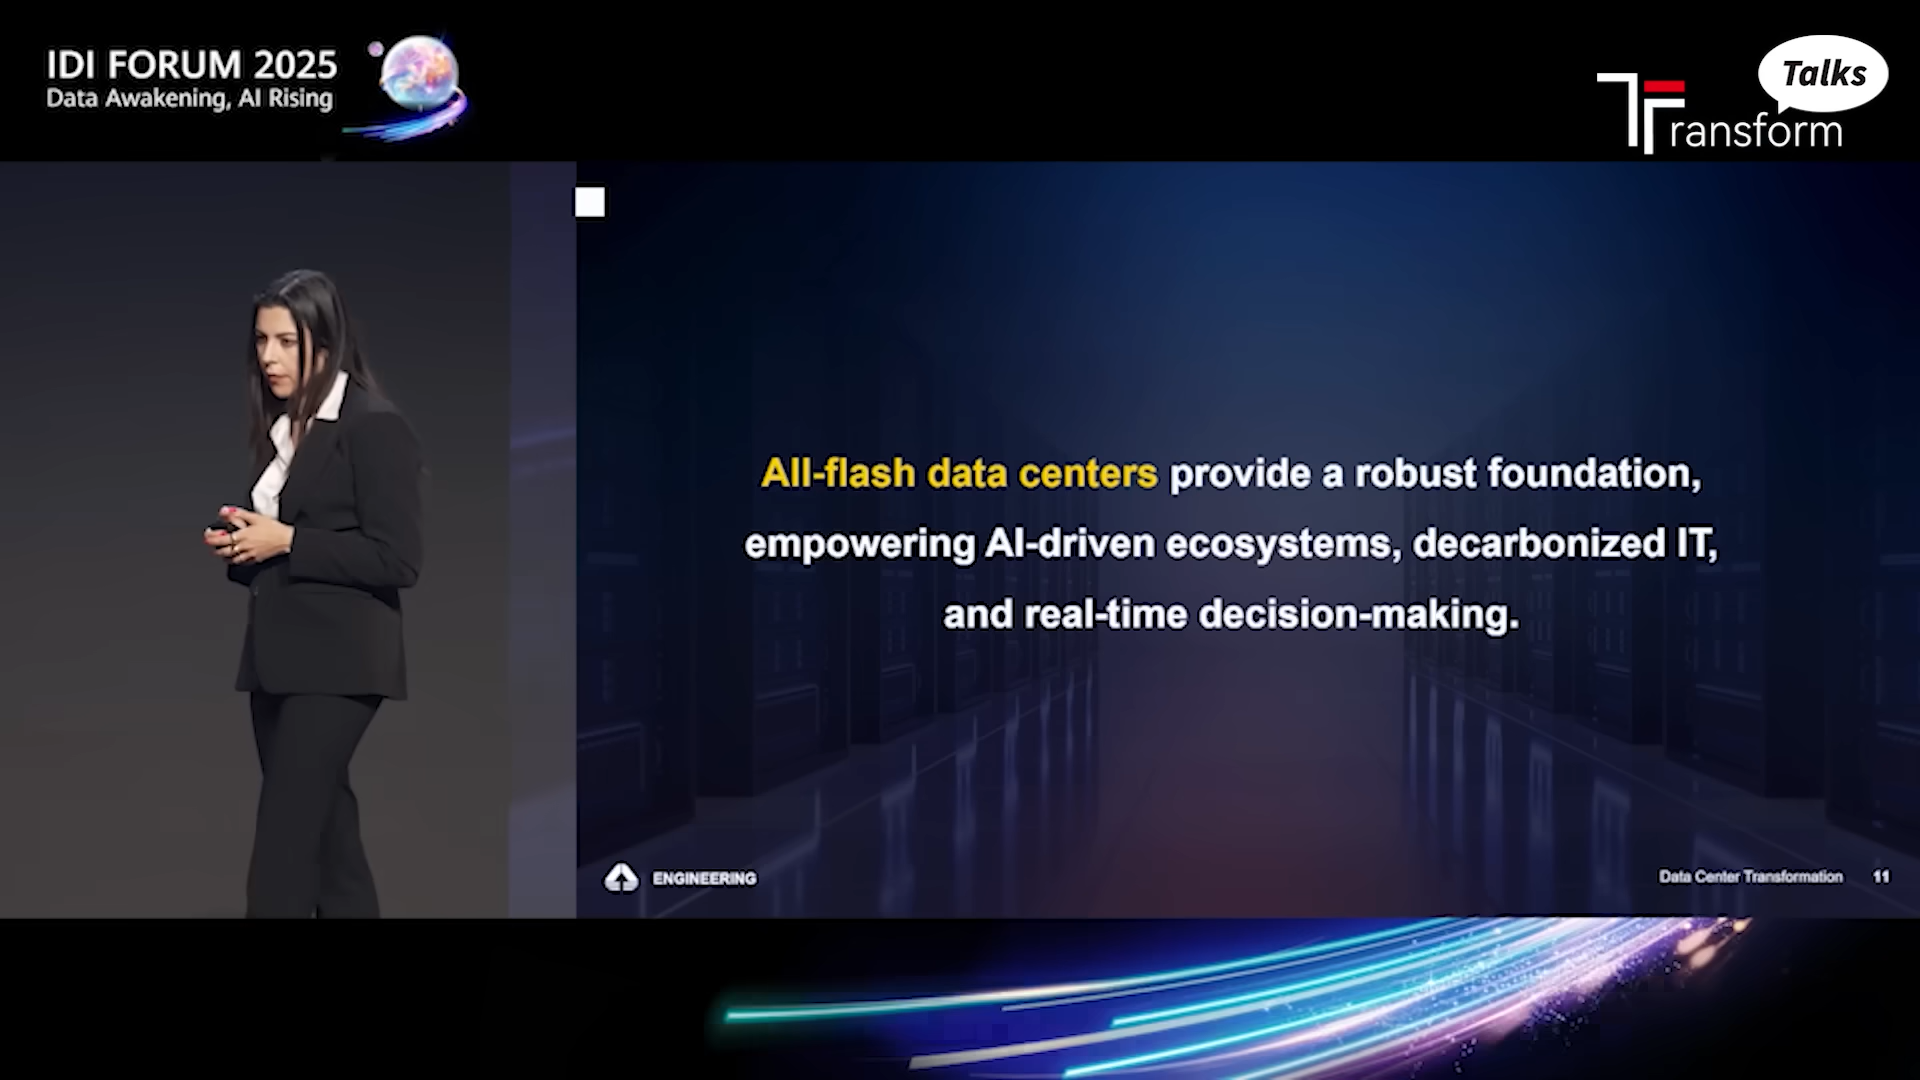 IDI FORUM 2025
Data Awakening, AI Rising
Talks
Transform
All-flash data centers provide a robust foundation,
empowering AI-driven ecosystems, decarbonized IT,
and real-time decision-making.
ENGINEERING
Data Center Transformation 11